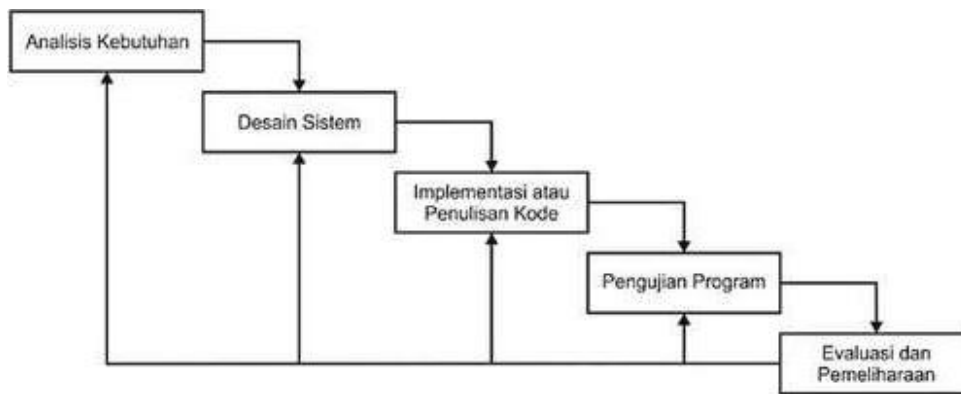 Analisis Kebutuhan
Desain Sistem
Implementasi atau
Penulisan Kode
Pengujian Program
Evaluasi dan
Pemeliharaan